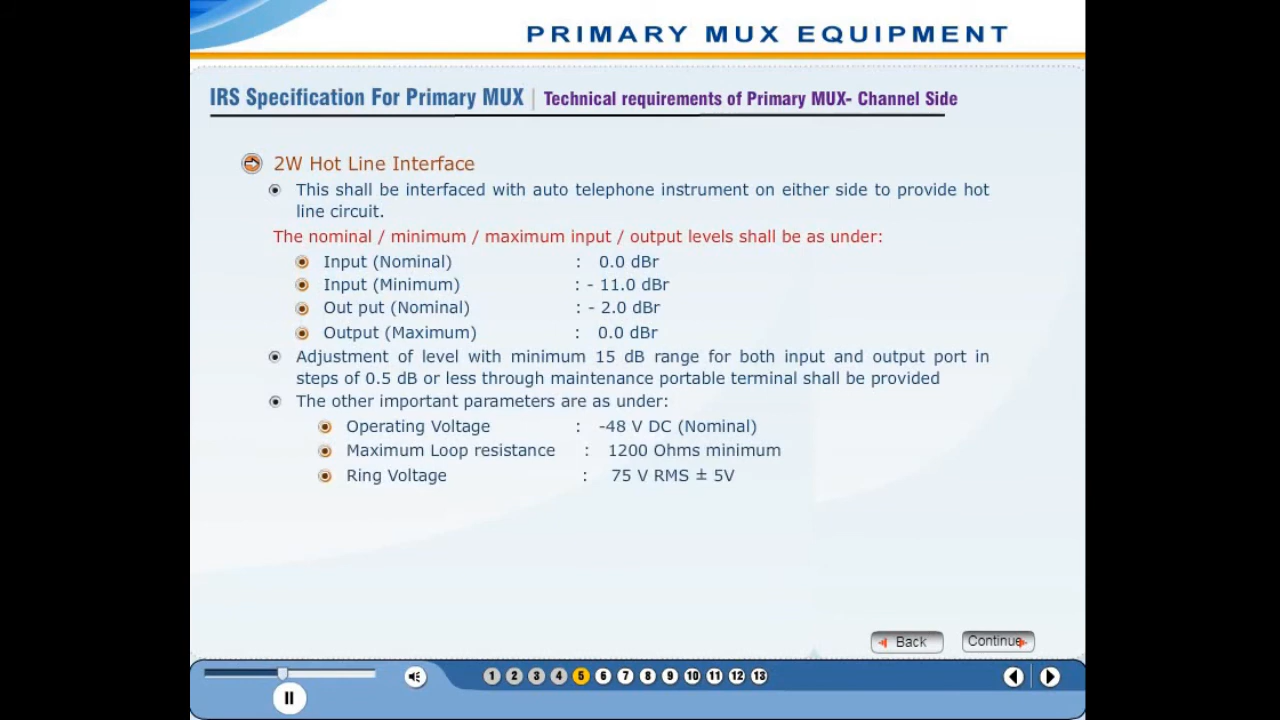 PRIMARY MUX EQUIPMENT
IRS Specification For Primary MUX | Technical requirements of Primary MUX- Channel Side
2W Hot Line Interface
This shall be interfaced with auto telephone instrument on either side to provide hot
line circuit.
The nominal / minimum / maximum input / output levels shall be as under:
Input (Nominal) : 0.0 dBr
Input (Minimum) : - 11.0 dBr
Out put (Nominal) : - 2.0 dBr
Output (Maximum) : 0.0 dBr
Adjustment of level with minimum 15 dB range for both input and output port in
steps of 0.5 dB or less through maintenance portable terminal shall be provided
The other important parameters are as under:
Operating Voltage : -48 V DC (Nominal)
Maximum Loop resistance : 1200 Ohms minimum
Ring Voltage : 75 V RMS ± 5V
Back Continue
1 2 3 4 5 6 7 8 9 10 11 12 13